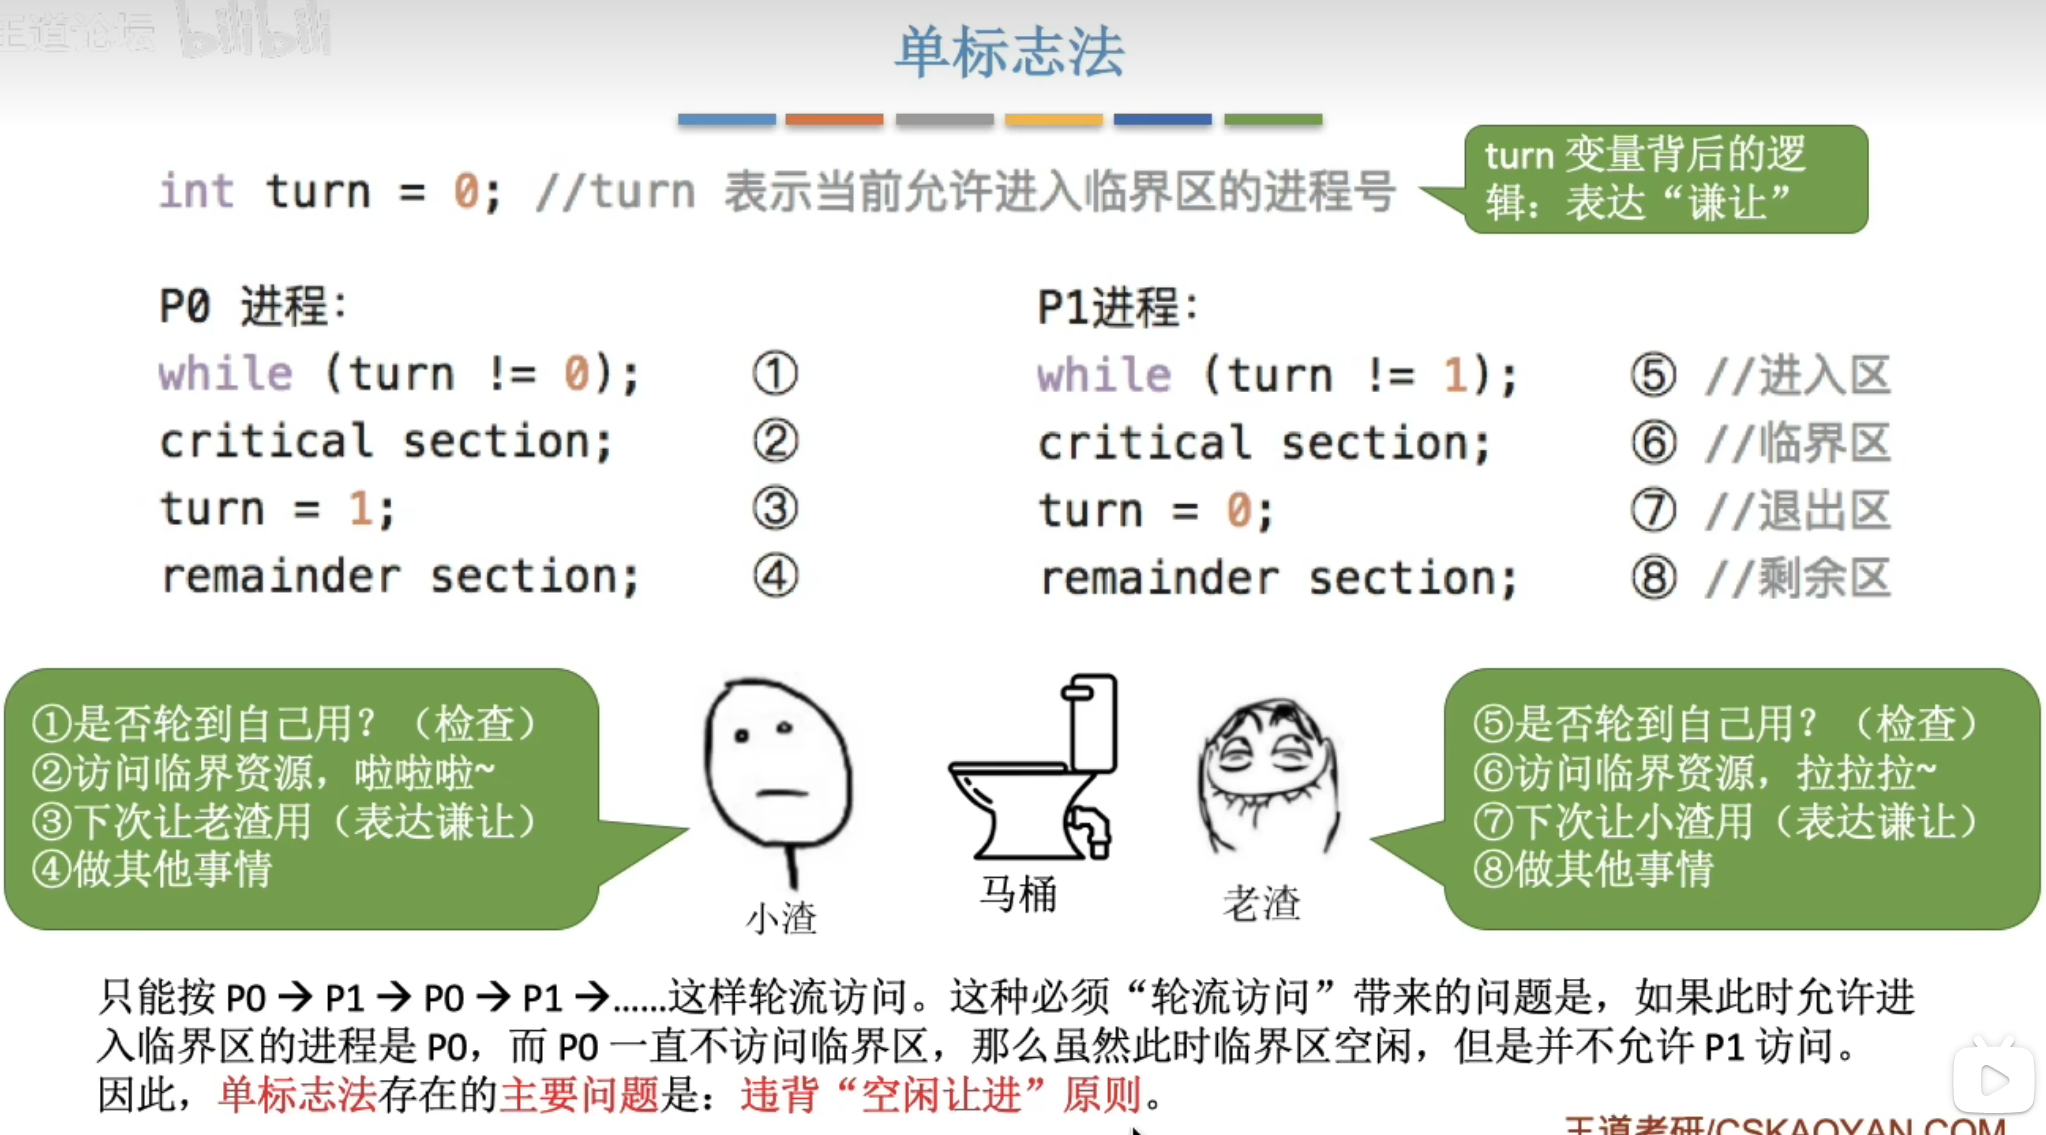 王道论坛 bilibili
单标志法
int turn = 0; //turn 表示当前允许进入临界区的进程号
turn 变量背后的逻
辑：表达“谦让”
P0 进程：
while (turn != 0); ①
critical section; ②
turn = 1; ③
remainder section; ④
P1进程：
while (turn != 1); ⑤ //进入区
critical section; ⑥ //临界区
turn = 0; ⑦ //退出区
remainder section; ⑧ //剩余区
①是否轮到自己用？（检查）
②访问临界资源，啦啦啦~
③下次让老渣用（表达谦让）
④做其他事情
小渣
马桶
老渣
⑤是否轮到自己用？（检查）
⑥访问临界资源，拉拉拉~
⑦下次让小渣用（表达谦让）
⑧做其他事情
只能按 P0 → P1 → P0 → P1 →……这样轮流访问。这种必须“轮流访问”带来的问题是，如果此时允许进
入临界区的进程是 P0，而 P0 一直不访问临界区，那么虽然此时临界区空闲，但是并不允许 P1 访问。
因此，单标志法存在的主要问题是：违背“空闲让进”原则。
王道考研/CSKAOYAN.COM